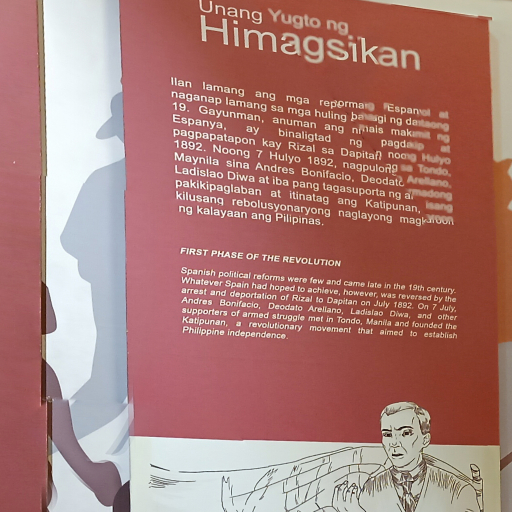 Unang Yugto ng
Himagsikan
Ilan lamang ang mga reporma Espanyol at
naganap lamang sa mga huling bahagi ng
19. Gayunman, anuman ang nais makamit ng
Espanya, ay binaligtad ng pagdakip at
pagpapatapon kay Rizal sa Dapitan noong Hulyo
1892. Noong 7 Hulyo 1892, nagpulong sa Tondo,
Maynila sina Andres Bonifacio, Deodato Arellano,
Ladislao Diwa at iba pang tagasuporta ng
pakikipaglaban at itinatag ang Katipunan, isang
kilusang rebolusyonaryong naglayong magkaroon
ng kalayaan ang Pilipinas.
FIRST PHASE OF THE REVOLUTION
Spanish political reforms were few and came late in the 19th century.
Whatever Spain had hoped to achieve, however, was reversed by the
arrest and deportation of Rizal to Dapitan on July 1892. On 7 July,
Andres Bonifacio, Deodato Arellano, Ladislao Diwa, and other
supporters of armed struggle met in Tondo, Manila and founded the
Katipunan, a revolutionary movement that aimed to establish
Philippine independence.